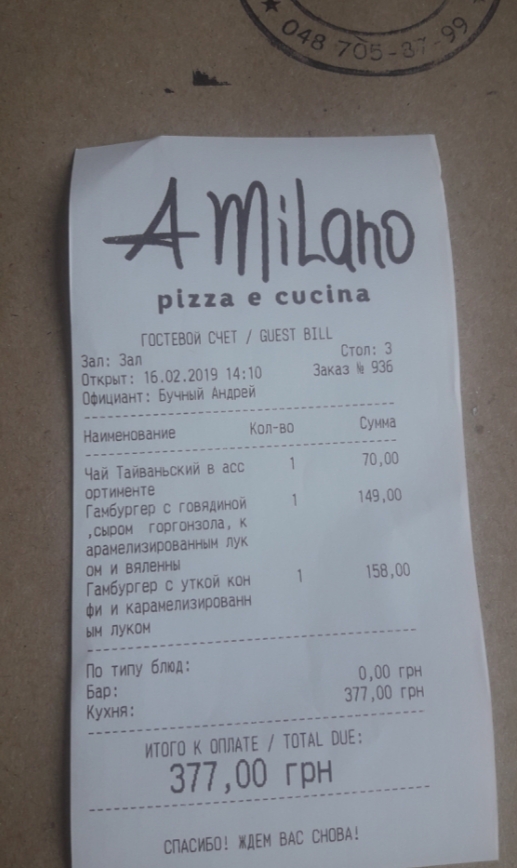 ★ 048 705-37-99
A Milano
pizza e cucina
ГОСТЕВОЙ СЧЕТ / GUEST BILL
Зал: Зал Стол: 3
Открыт: 16.02.2019 14:10 Заказ № 936
Официант: Бучный Андрей
Наименование Кол-во Сумма
Чай Тайваньский в асс 1 70,00
ортименте
Гамбургер с говядиной 1 149,00
,сыром горгонзола, к
арамелизированным лук
ом и вяленны
Гамбургер с уткой кон 1 158,00
фи и карамелизированн
ым луком
По типу блюд:
Бар: 0,00 грн
Кухня: 377,00 грн
ИТОГО К ОПЛАТЕ / TOTAL DUE:
377,00 грн
СПАСИБО! ЖДЕМ ВАС СНОВА!